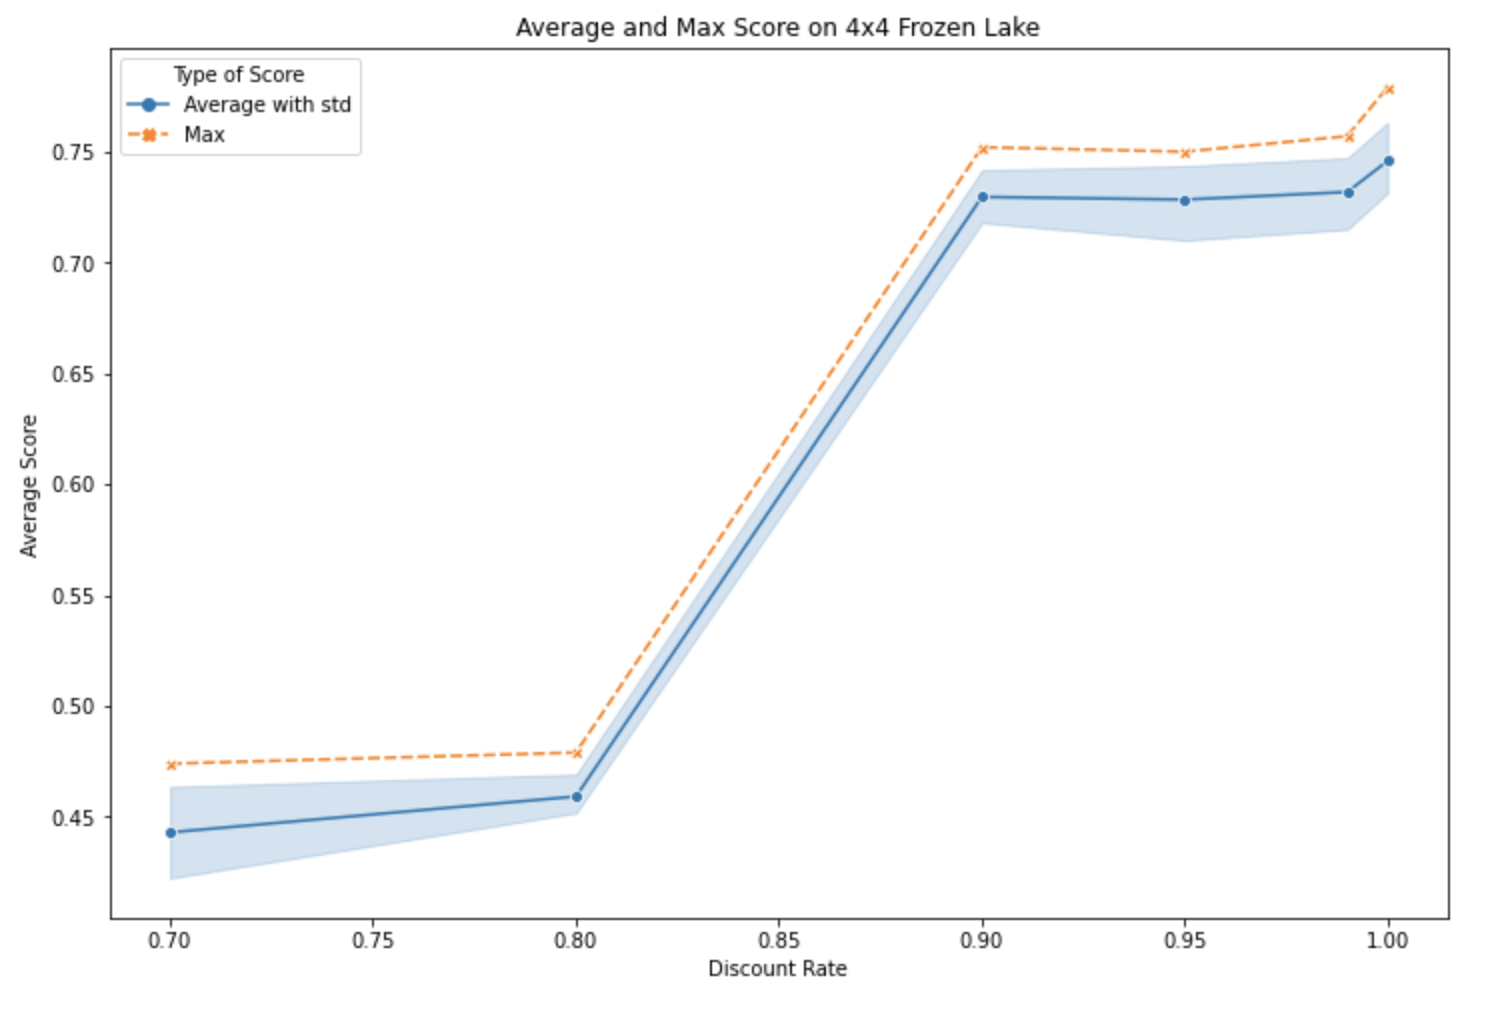 Average and Max Score on 4x4 Frozen Lake
Type of Score
Average with std
Max
Average Score
0.75
0.70
0.65
0.60
0.55
0.50
0.45
0.70 0.75 0.80 0.85 0.90 0.95 1.00
Discount Rate